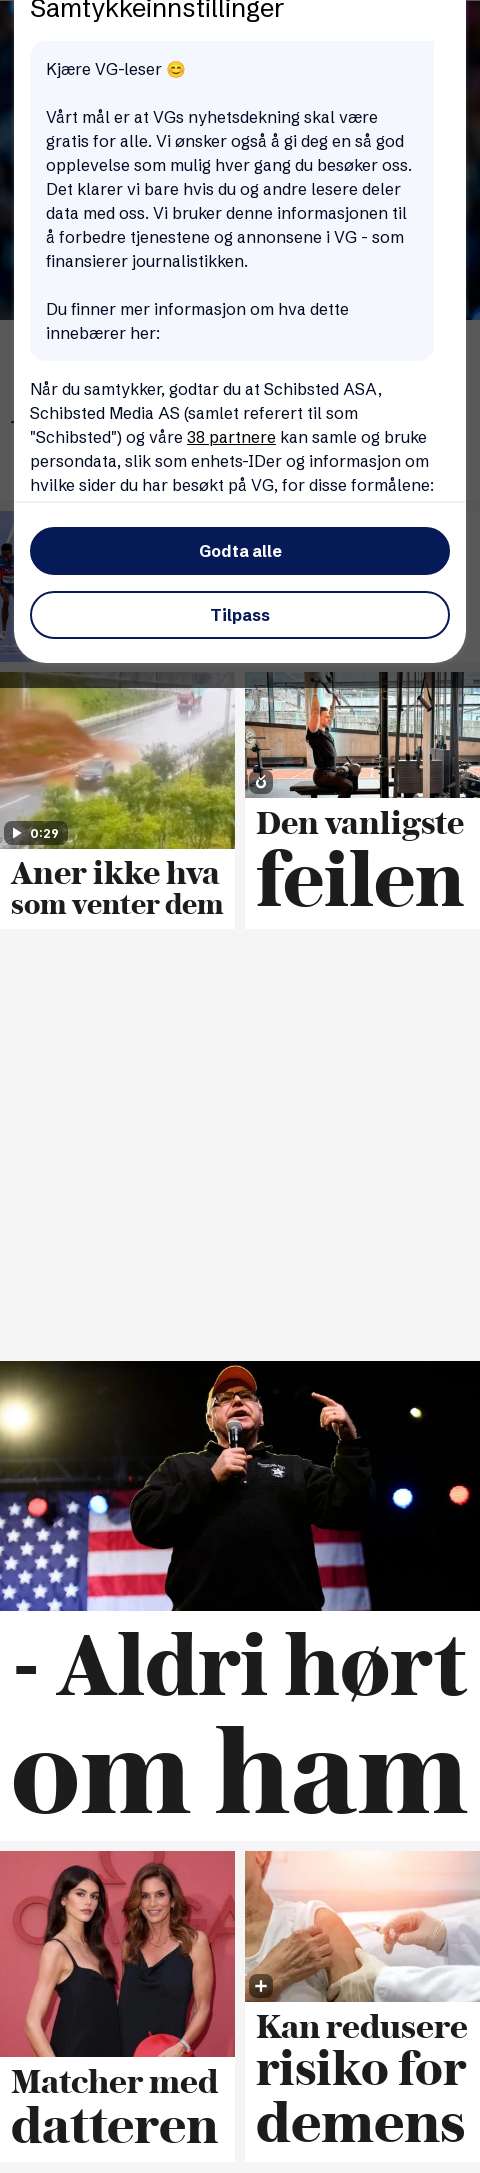 Samtykkeinnstillinger
Kjære VG-leser 😊
Vårt mål er at VGs nyhetsdekning skal være
gratis for alle. Vi ønsker også å gi deg en så god
opplevelse som mulig hver gang du besøker oss.
Det klarer vi bare hvis du og andre lesere deler
data med oss. Vi bruker denne informasjonen til
å forbedre tjenestene og annonsene i VG - som
finansierer journalistikken.
Du finner mer informasjon om hva dette
innebærer her:
Når du samtykker, godtar du at Schibsted ASA,
Schibsted Media AS (samlet referert til som
"Schibsted") og våre 38 partnere kan samle og bruke
persondata, slik som enhets-IDer og informasjon om
hvilke sider du har besøkt på VG, for disse formålene:
Godta alle
Tilpass
0:29
Aner ikke hva
som venter dem
Den vanligste
feilen
- Aldri hørt
om ham
Matcher med
datteren
Kan redusere
risiko for
demens